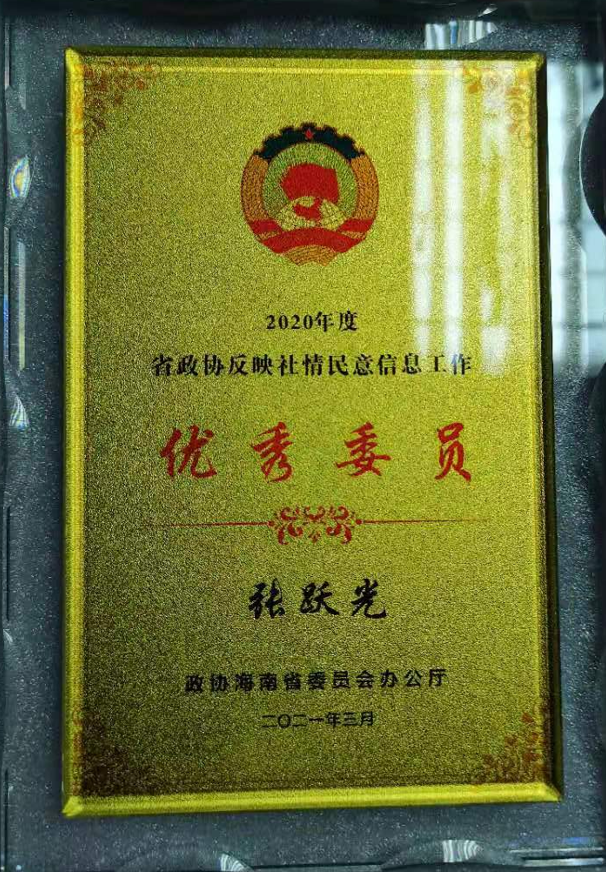 2020年度
省政协反映社情民意信息工作
优秀委员
张跃光
政协海南省委员会办公厅
二〇二一年三月